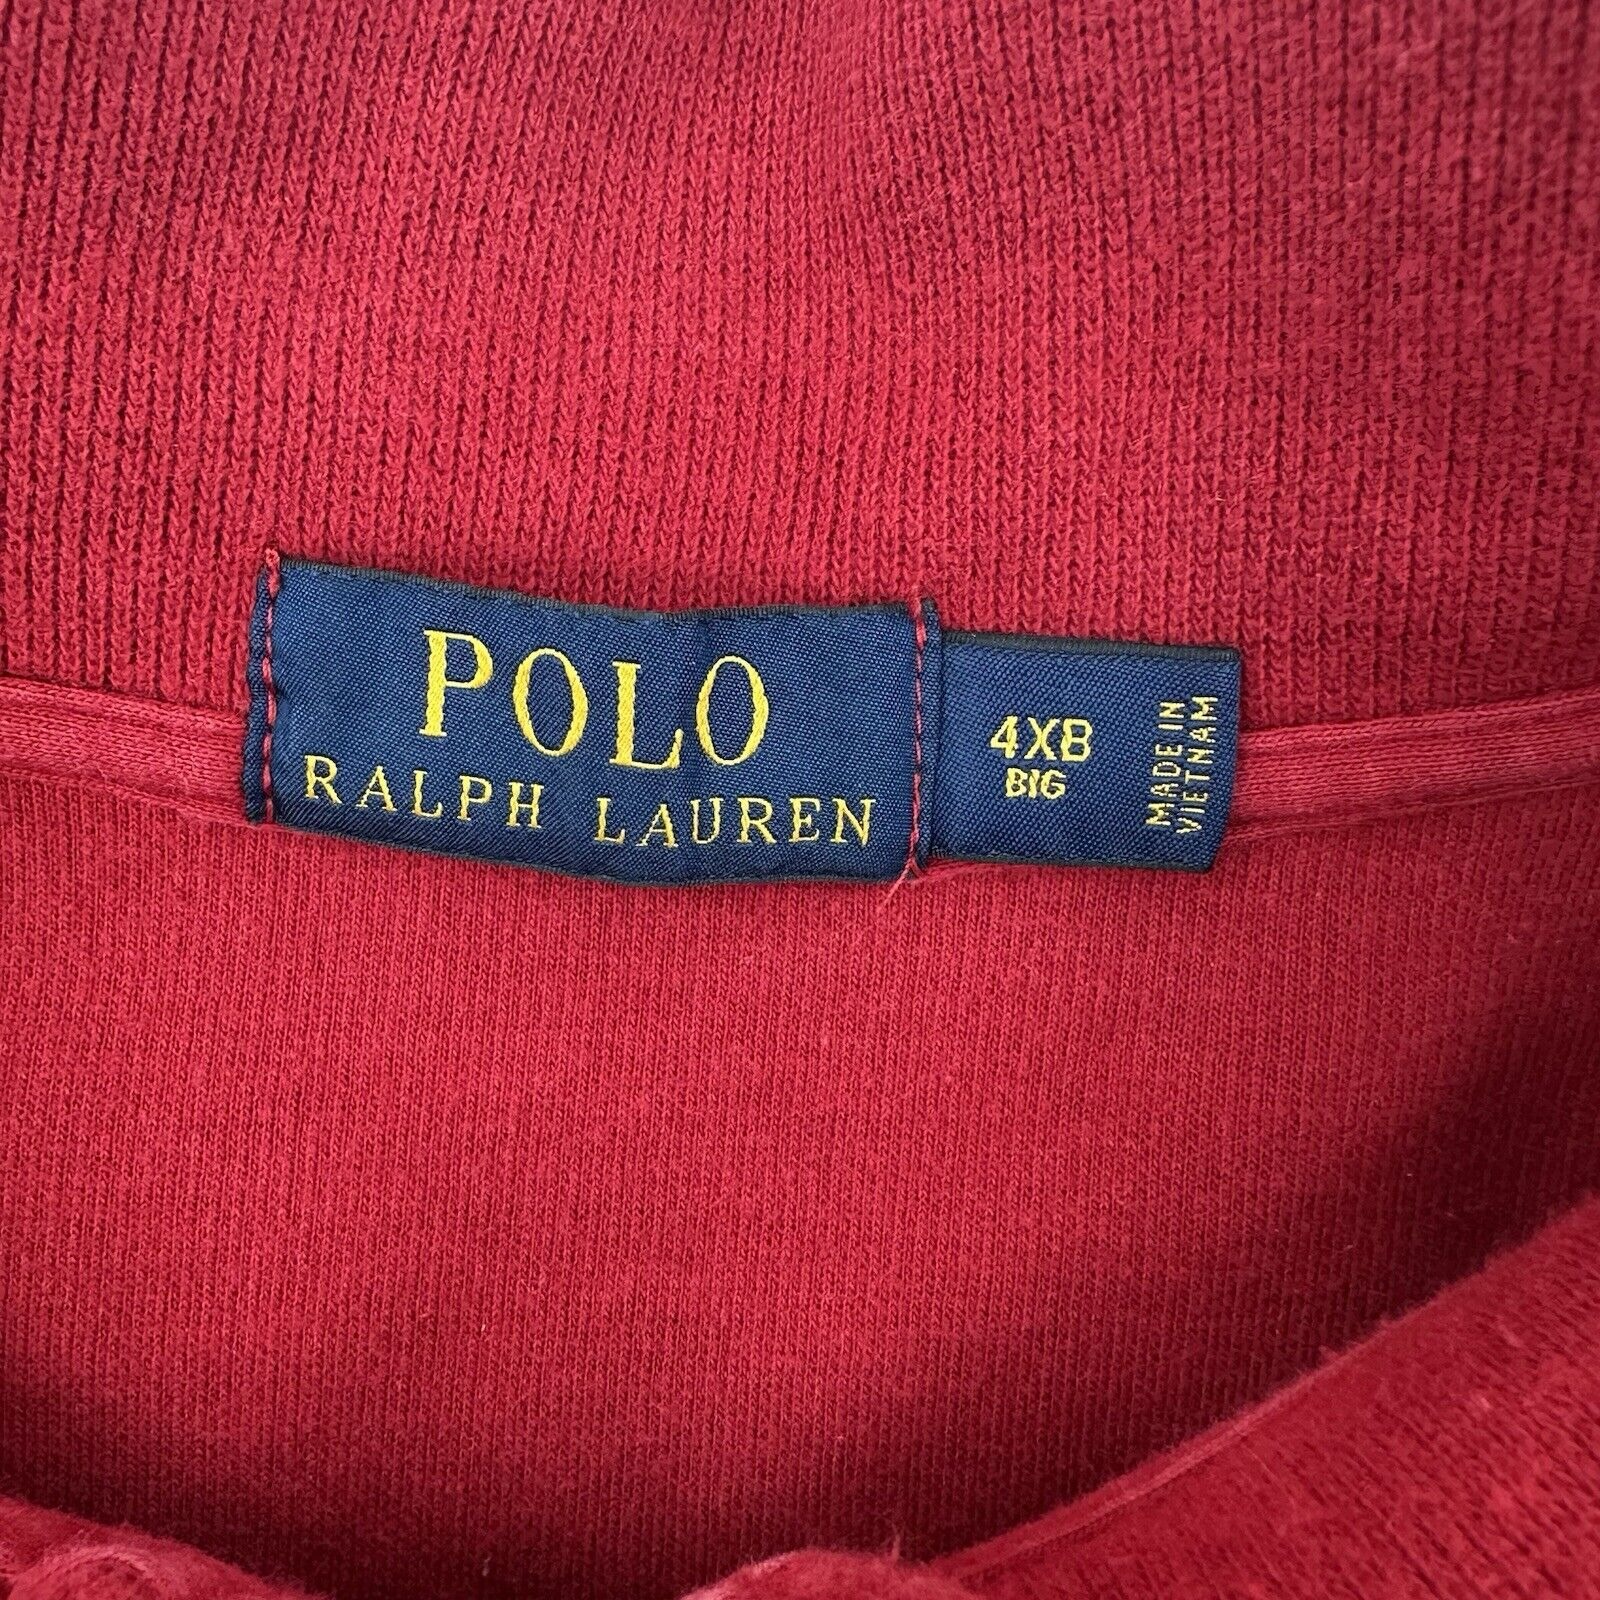 POLO
RALPH LAUREN
4XB
BIG
MADE IN
VIETNAM